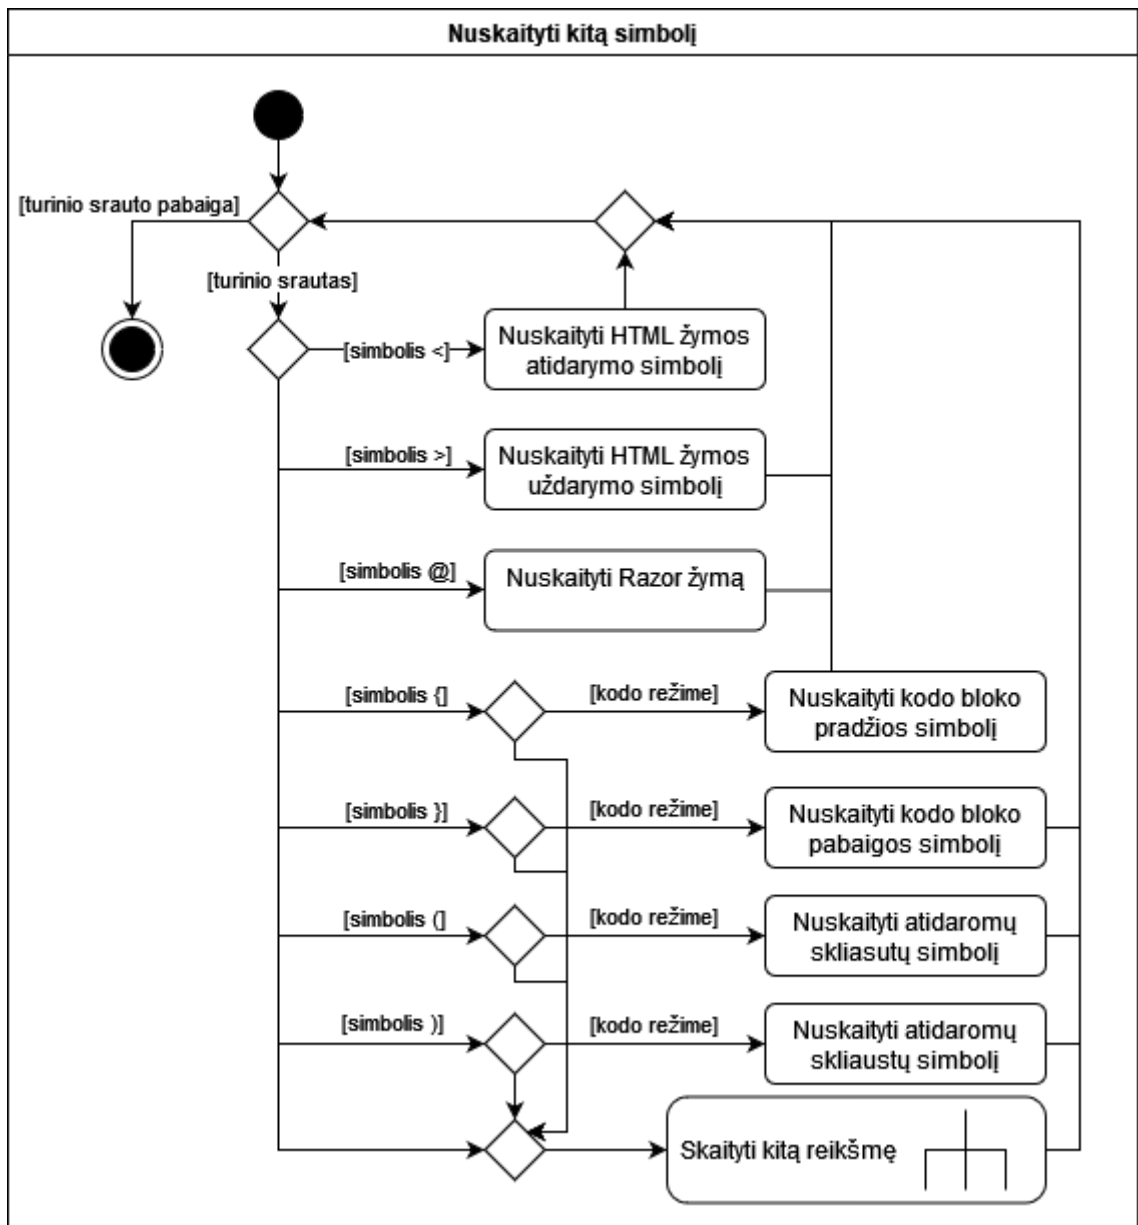 Nuskaityti kitą simbolį
[turinio srauto pabaiga]
[turinio srautas]
[simbolis <]
Nuskaityti HTML žymos
atidarymo simbolį
[simbolis >]
Nuskaityti HTML žymos
uždarymo simbolį
[simbolis @]
Nuskaityti Razor žymą
[simbolis {]
[kodo režime]
Nuskaityti kodo bloko
pradžios simbolį
[simbolis }]
[kodo režime]
Nuskaityti kodo bloko
pabaigos simbolį
[simbolis (]
[kodo režime]
Nuskaityti atidaromų
skliasutų simbolį
[simbolis )]
[kodo režime]
Nuskaityti atidaromų
skliaustų simbolį
Skaityti kitą reikšmę